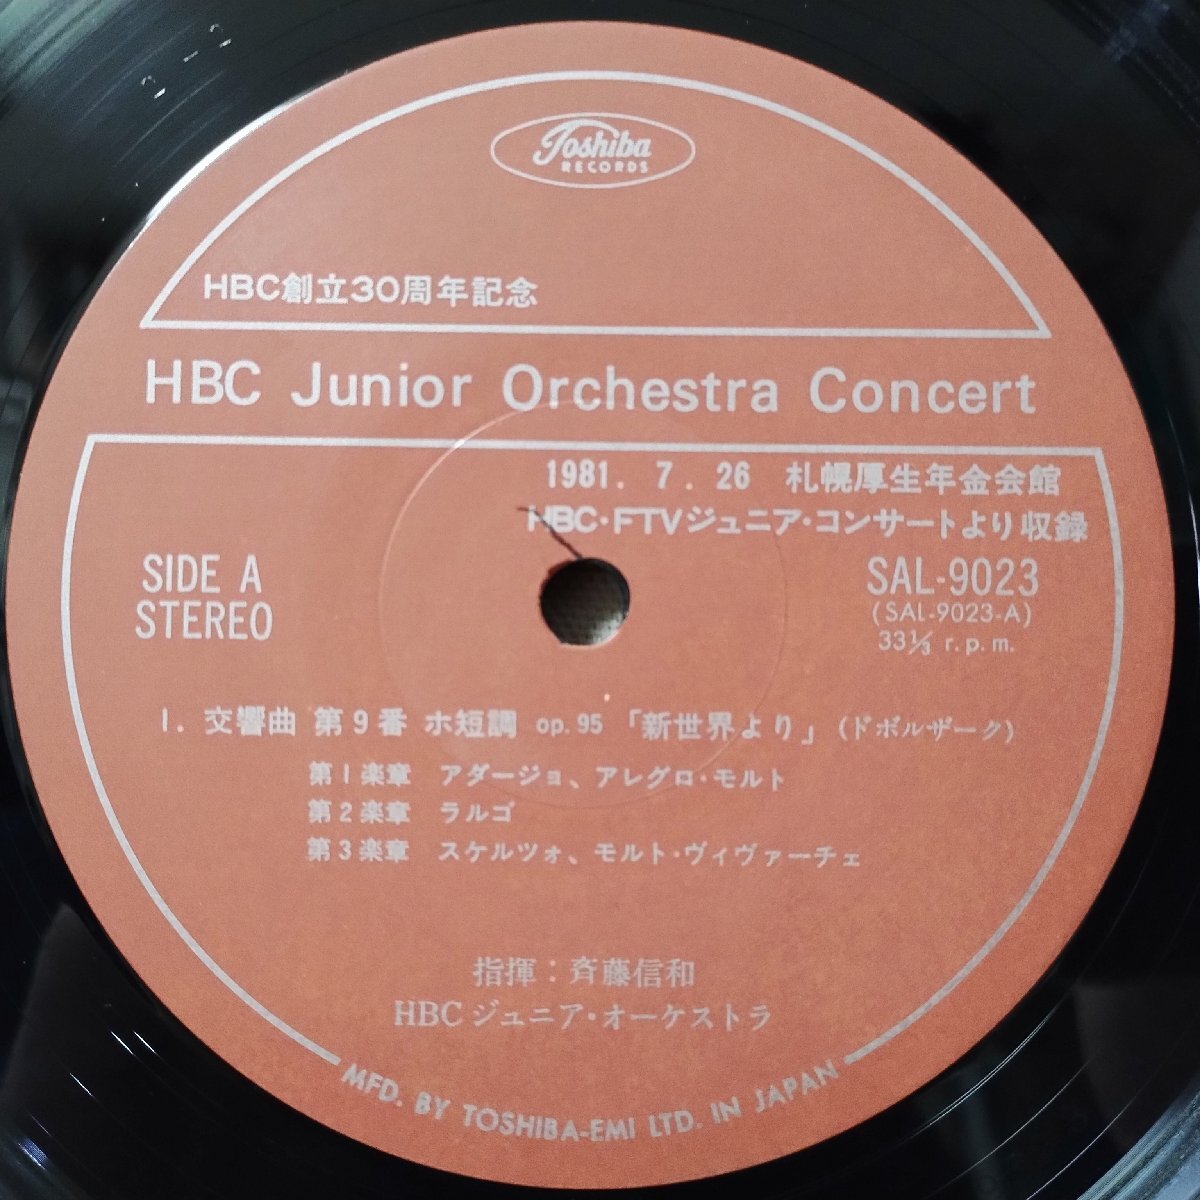 Toshiba
RECORDS
HBC創立30周年記念
HBC Junior Orchestra Concert
1981. 7. 26 札幌厚生年金会館
HBC・FTVジュニア・コンサートより収録
SIDE A
STEREO
SAL-9023
(SAL-9023-A)
33⅓ r.p.m.
1. 交響曲 第9番 ホ短調 op.95 「新世界より」(ドボルザーク)
第1楽章 アダージョ、アレグロ・モルト
第2楽章 ラルゴ
第3楽章 スケルツォ、モルト・ヴィヴァーチェ
指揮:斉藤信和
HBCジュニア・オーケストラ
MFD. BY TOSHIBA-EMI LTD. IN JAPAN